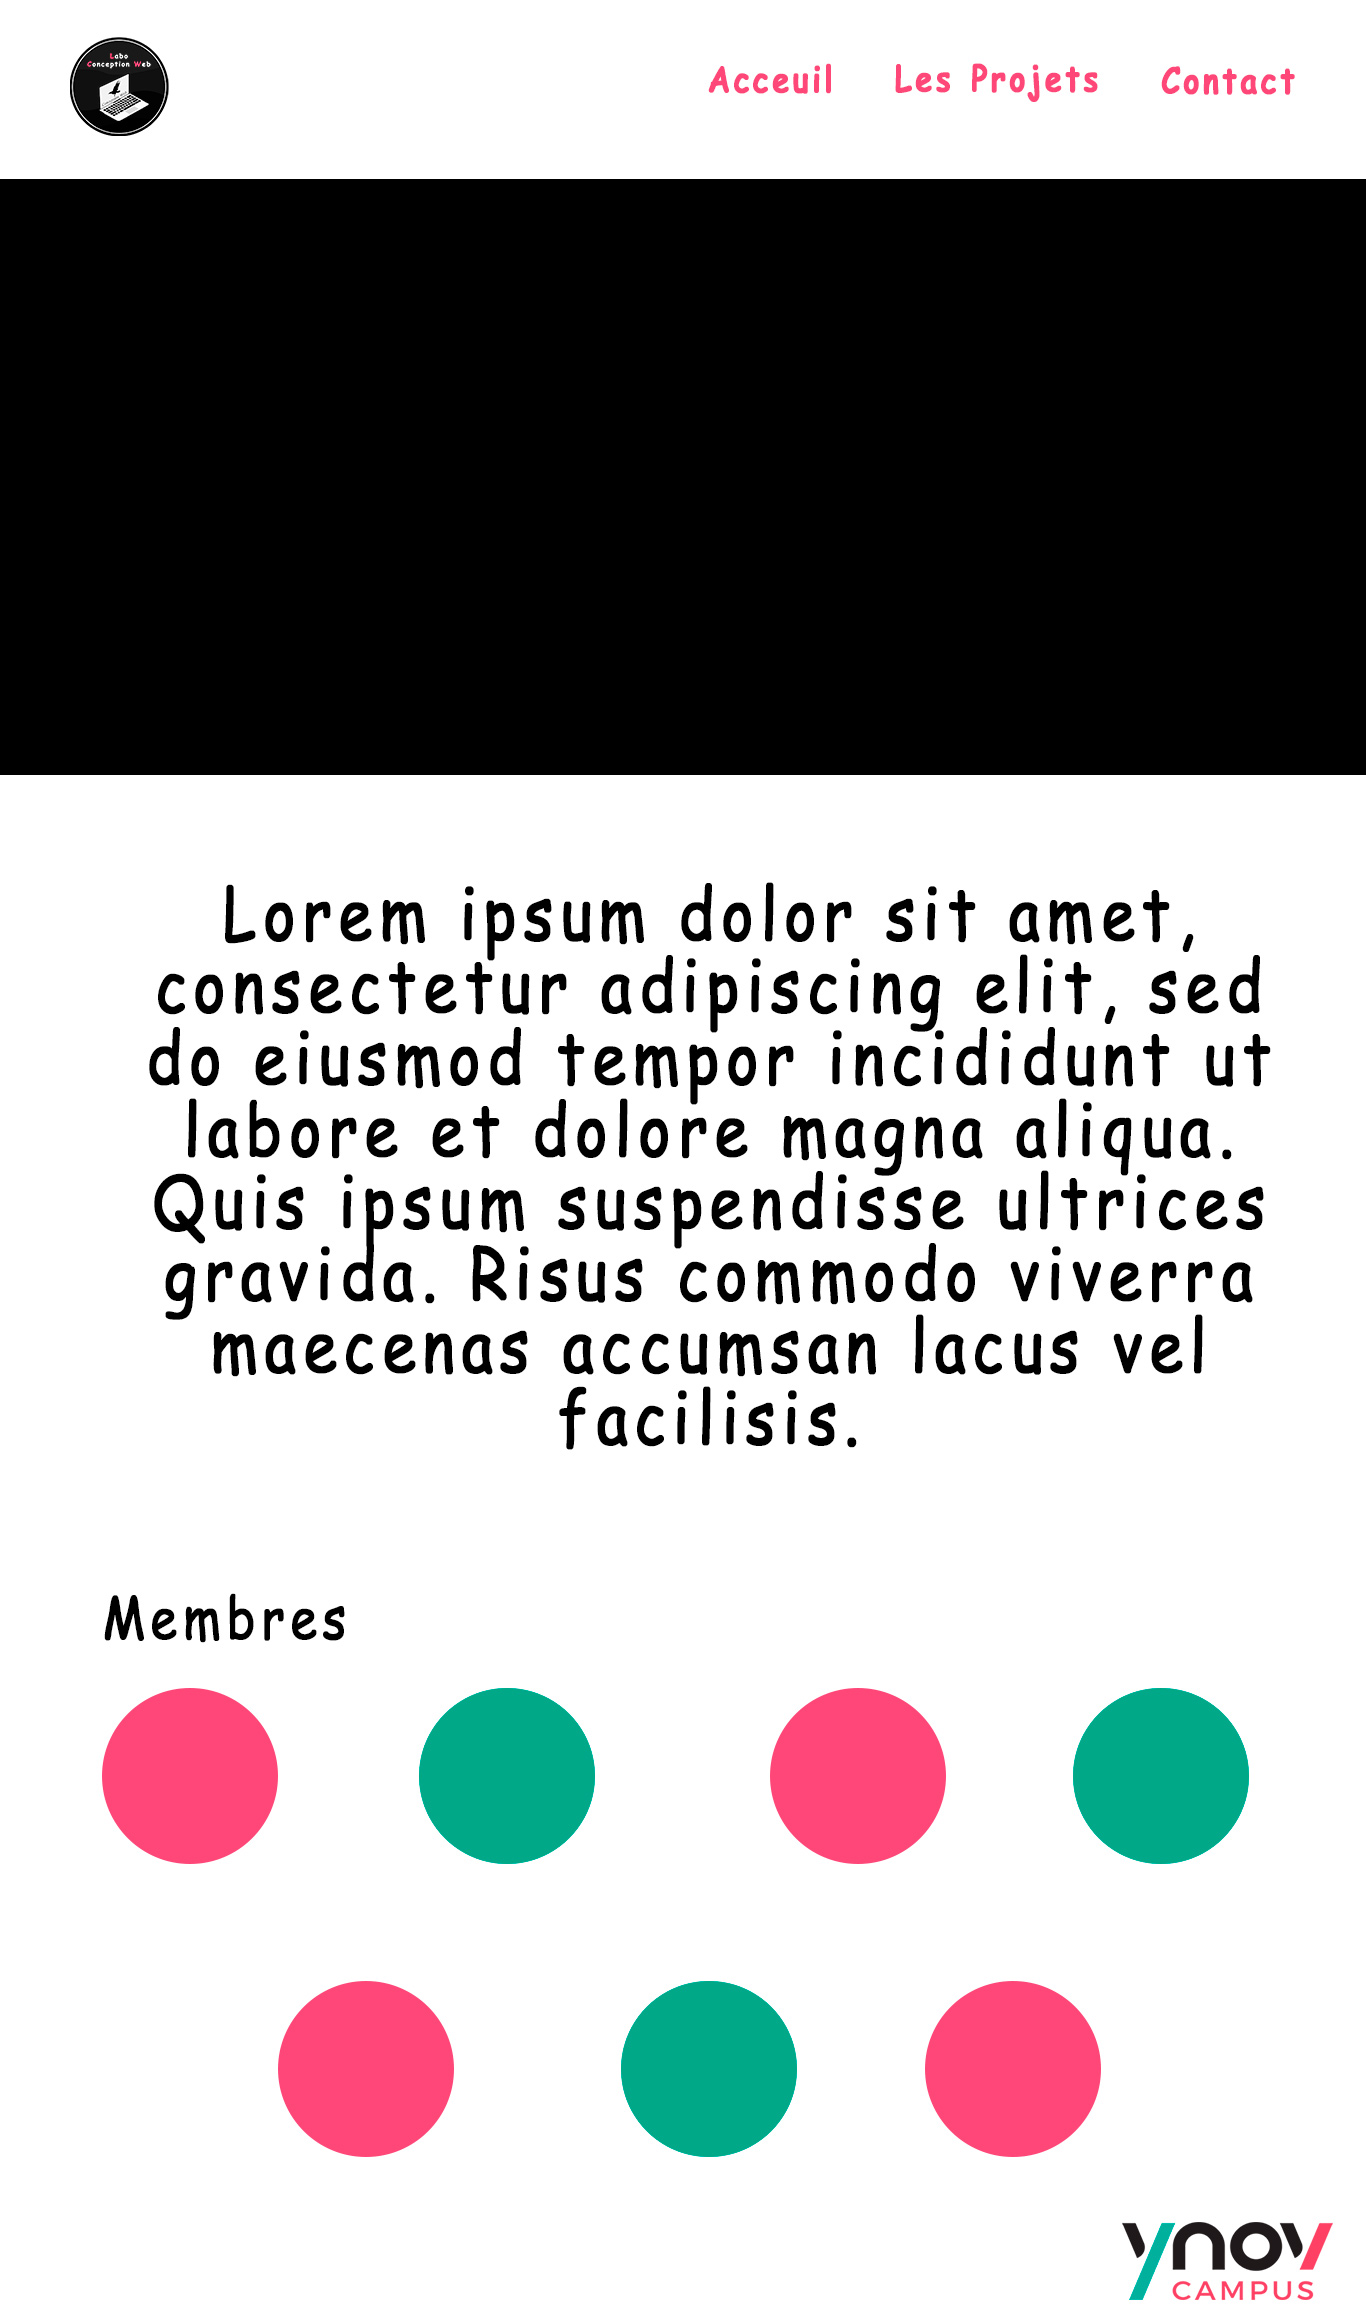 Labo
Conception Web
Acceuil Les Projets Contact
Lorem ipsum dolor sit amet,
consectetur adipiscing elit, sed
do eiusmod tempor incididunt ut
labore et dolore magna aliqua.
Quis ipsum suspendisse ultrices
gravida. Risus commodo viverra
maecenas accumsan lacus vel
facilisis.
Membres
ynov
CAMPUS